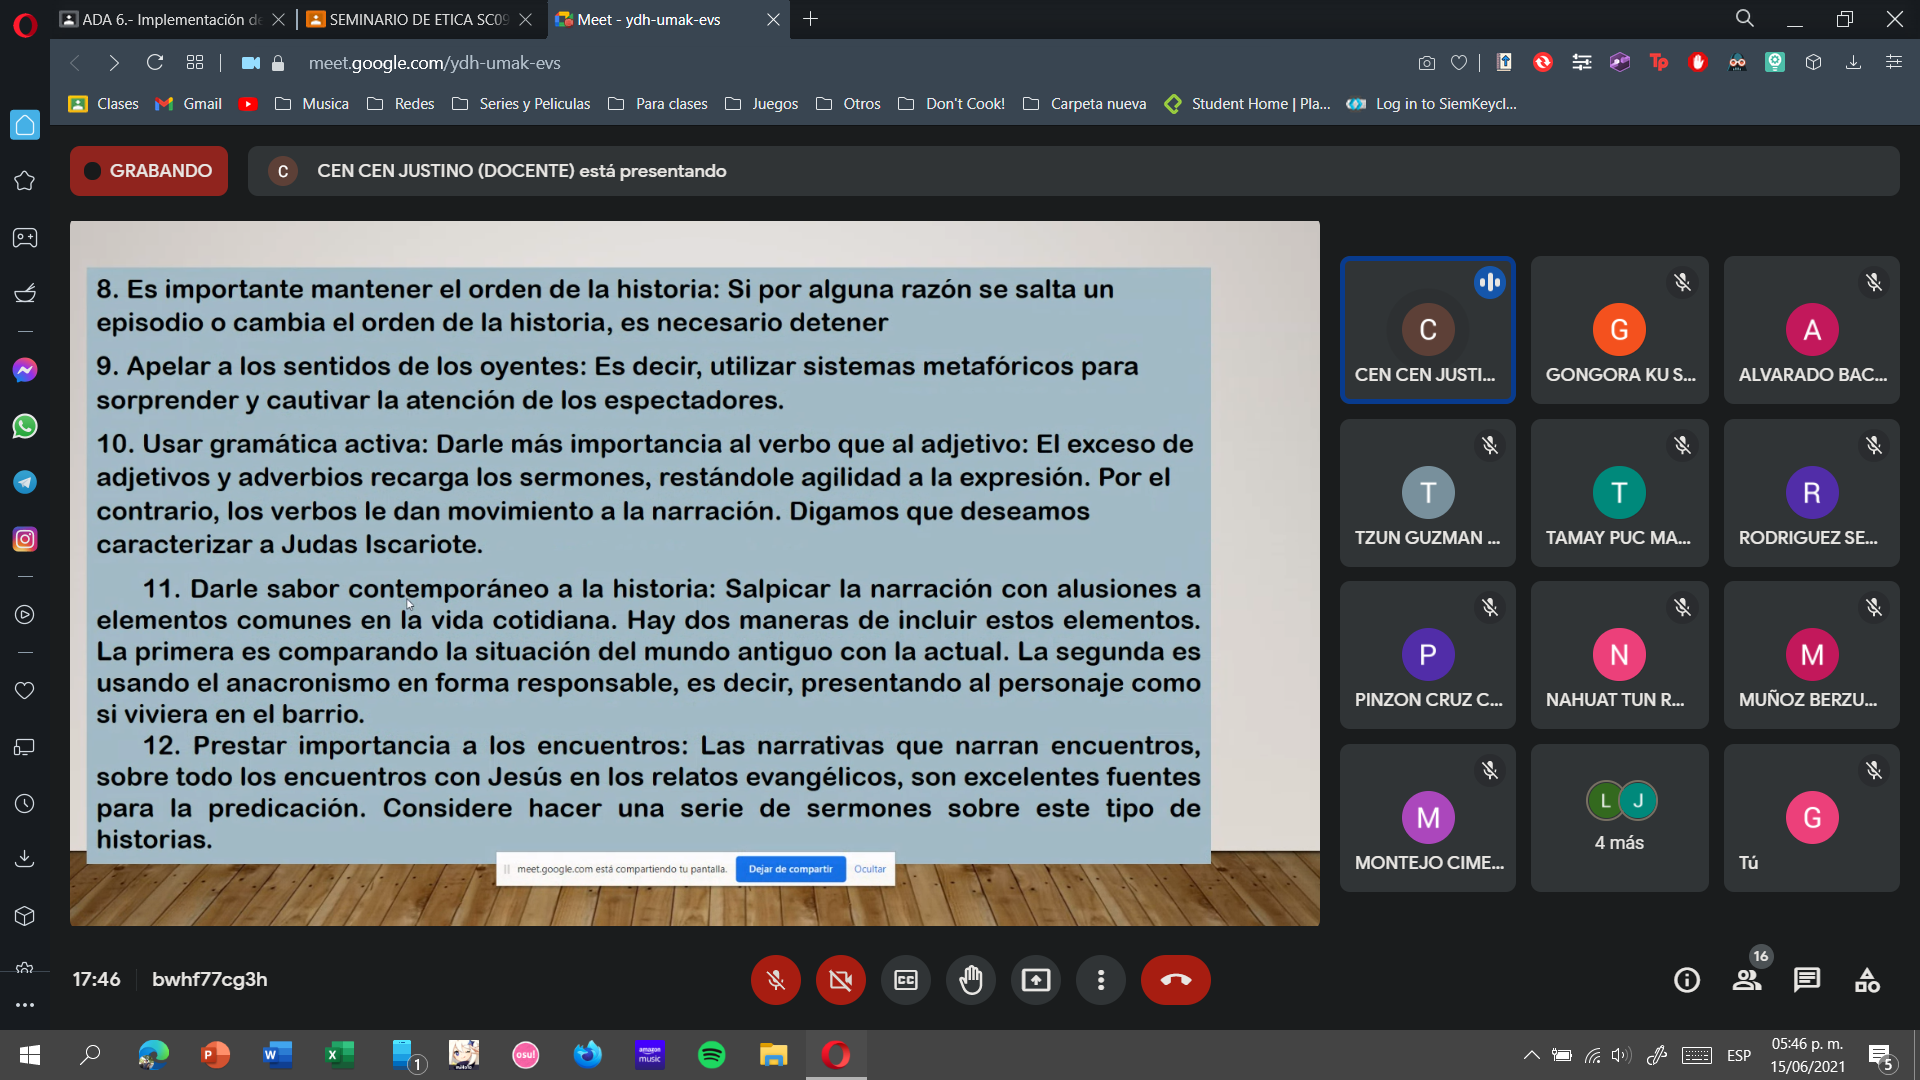 ADA 6.- Implementación de
SEMINARIO DE ETICA SC09
Meet - ydh-umak-evs
meet.google.com/ydh-umak-evs
Clases
Gmail
Musica
Redes
Series y Peliculas
Para clases
Juegos
Otros
Don't Cook!
Carpeta nueva
Student Home | Pla...
Log in to SiemKeycl...
GRABANDO
C
CEN CEN JUSTINO (DOCENTE) está presentando
8. Es importante mantener el orden de la historia: Si por alguna razón se salta un
episodio o cambia el orden de la historia, es necesario detener
9. Apelar a los sentidos de los oyentes: Es decir, utilizar sistemas metafóricos para
sorprender y cautivar la atención de los espectadores.
10. Usar gramática activa: Darle más importancia al verbo que al adjetivo: El exceso de
adjetivos y adverbios recarga los sermones, restándole agilidad a la expresión. Por el
contrario, los verbos le dan movimiento a la narración. Digamos que deseamos
caracterizar a Judas Iscariote.
11. Darle sabor contemporáneo a la historia: Salpicar la narración con alusiones a
elementos comunes en la vida cotidiana. Hay dos maneras de incluir estos elementos.
La primera es comparando la situación del mundo antiguo con la actual. La segunda es
usando el anacronismo en forma responsable, es decir, presentando al personaje como
si viviera en el barrio.
12. Prestar importancia a los encuentros: Las narrativas que narran encuentros,
sobre todo los encuentros con Jesús en los relatos evangélicos, son excelentes fuentes
para la predicación. Considere hacer una serie de sermones sobre este tipo de
historias.
meet.google.com está compartiendo tu pantalla.
Dejar de compartir
Ocultar
C
CEN CEN JUSTI...
G
GONGORA KU S...
A
ALVARADO BAC...
T
TZUN GUZMAN ...
T
TAMAY PUC MA...
R
RODRIGUEZ SE...
P
PINZON CRUZ C...
N
NAHUAT TUN R...
M
MUÑOZ BERZU...
M
MONTEJO CIME...
L J
4 más
G
Tú
17:46
bwhf77cg3h
CC
16
1
osu!
amazon music
ESP
05:46 p. m.
15/06/2021
5